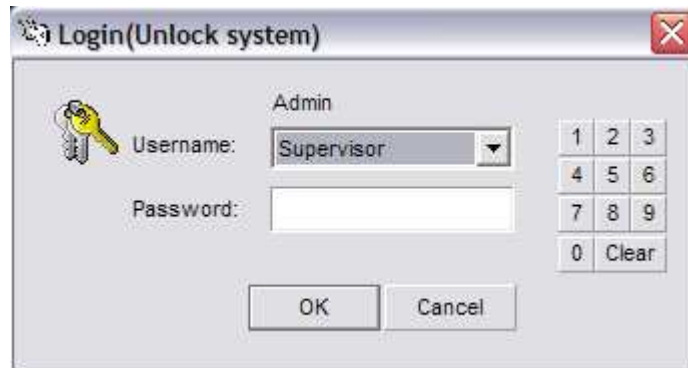 Login(Unlock system)
Admin
Username: Supervisor
Password:
1 2 3
4 5 6
7 8 9
0 Clear
OK Cancel